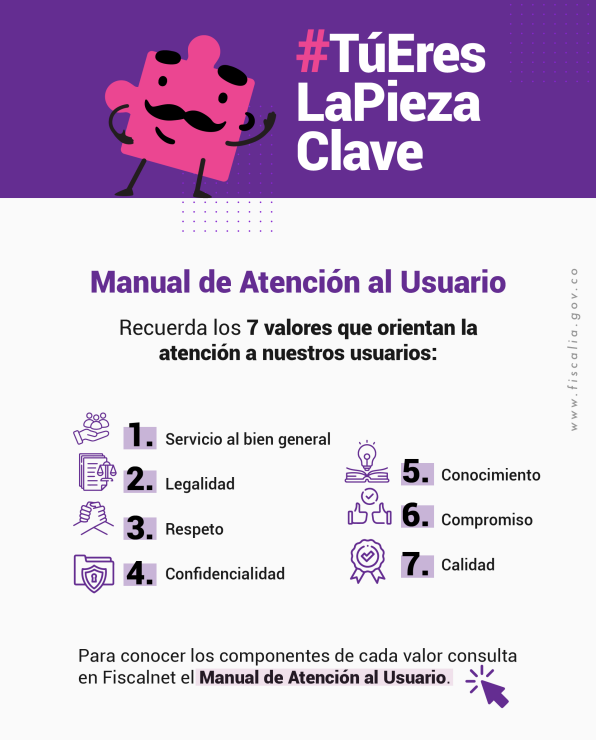 #TúEres
LaPieza
Clave
Manual de Atención al Usuario
Recuerda los 7 valores que orientan la
atención a nuestros usuarios:
1. Servicio al bien general
2. Legalidad
3. Respeto
4. Confidencialidad
5. Conocimiento
6. Compromiso
7. Calidad
Para conocer los componentes de cada valor consulta
en Fiscalnet el Manual de Atención al Usuario.
www.fiscalia.gov.co